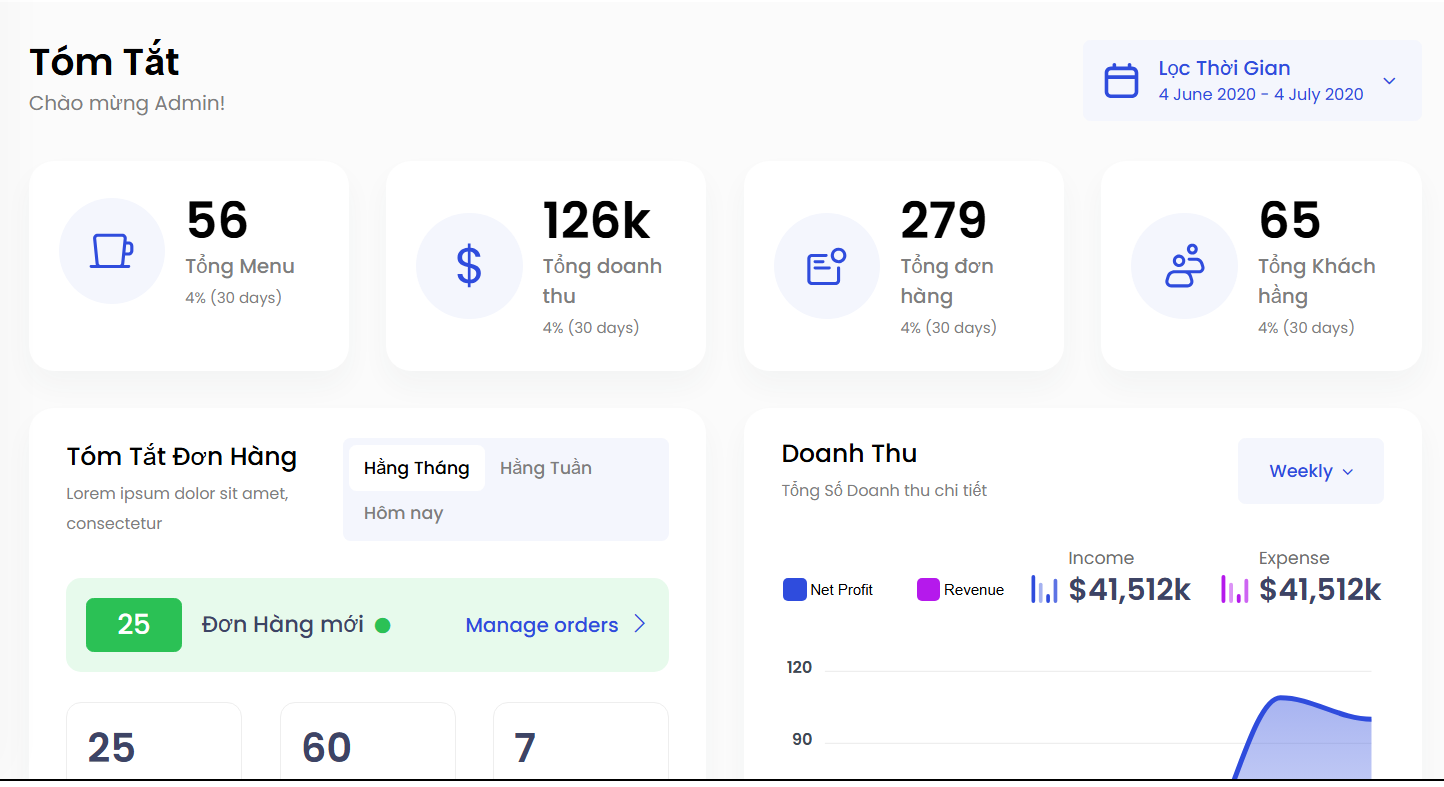 Tóm Tắt
Chào mừng Admin!
Lọc Thời Gian
4 June 2020 - 4 July 2020
56
Tổng Menu
4% (30 days)
126k
Tổng doanh
thu
4% (30 days)
279
Tổng đơn
hàng
4% (30 days)
65
Tổng Khách
hằng
4% (30 days)
Tóm Tắt Đơn Hàng
Lorem ipsum dolor sit amet,
consectetur
Hằng Tháng
Hằng Tuần
Hôm nay
25
Đơn Hàng mới
Manage orders
25
60
7
Doanh Thu
Tổng Số Doanh thu chi tiết
Weekly
Net Profit
Revenue
Income
$41,512k
Expense
$41,512k
120
90